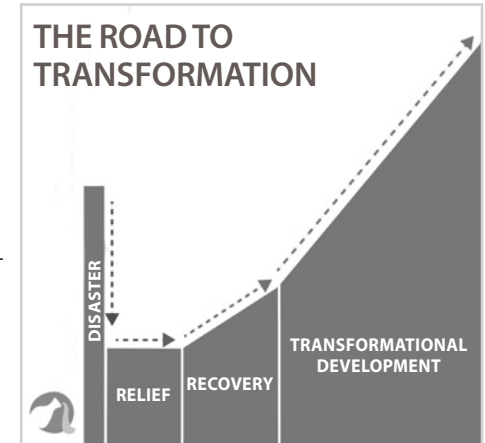 THE ROAD TO
TRANSFORMATION
DISASTER
RELIEF
RECOVERY
TRANSFORMATIONAL
DEVELOPMENT